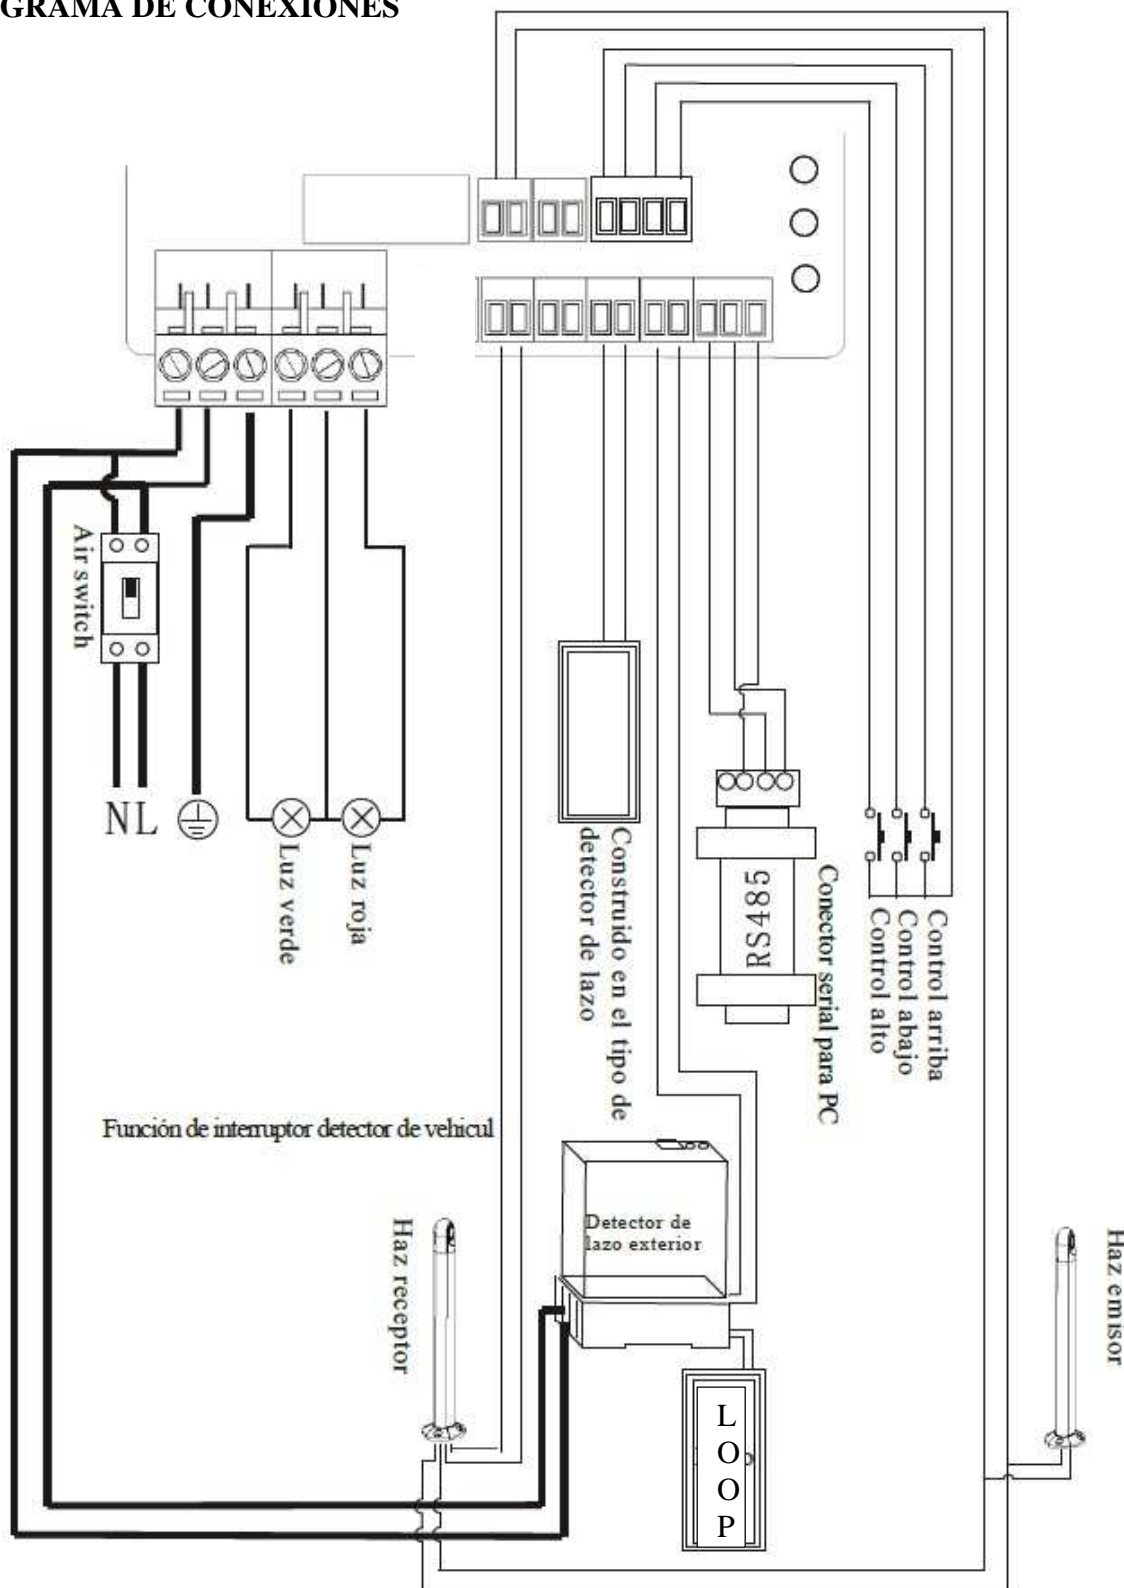 GRAMA DE CONEXIONES
Air switch
NL
Luz verde
Luz roja
Construido en el tipo de
detector de lazo
RS485
Conector serial para PC
Control arriba
Control abajo
Control alto
Función de interruptor detector de vehicul
Haz receptor
Detector de
lazo exterior
Haz emisor
L
O
O
P